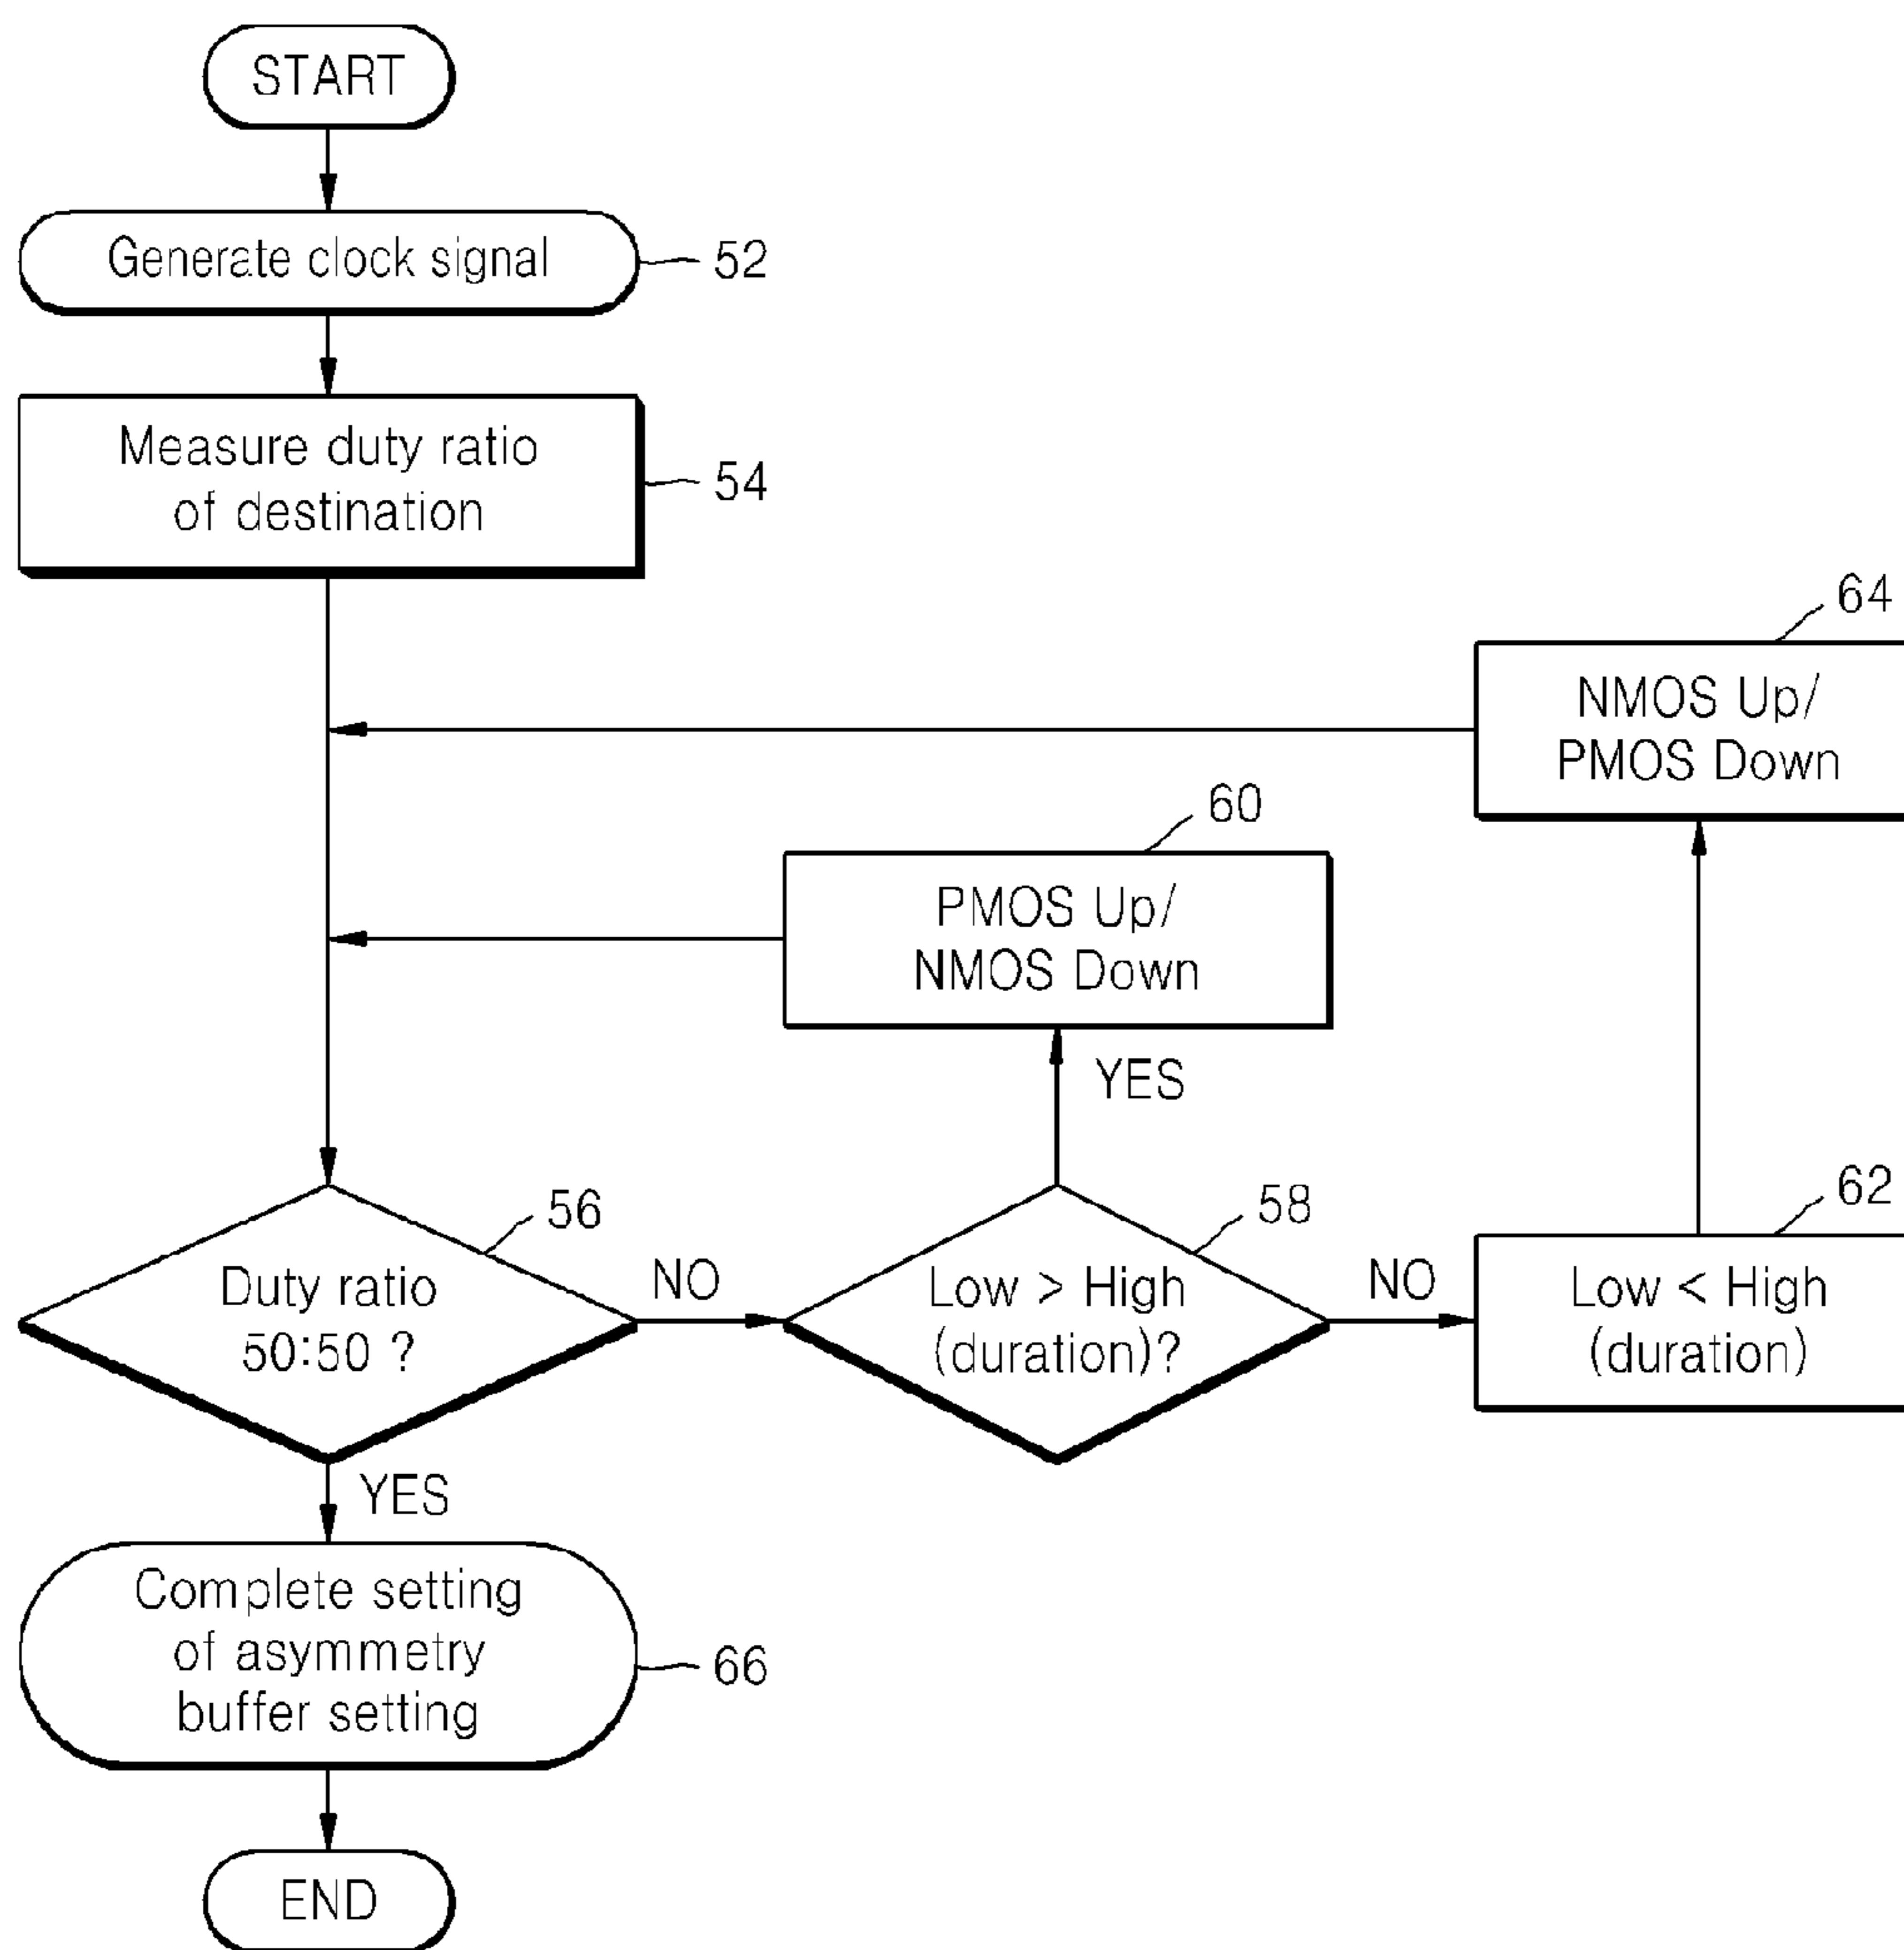 START
Generate clock signal
52
Measure duty ratio
of destination
54
64
NMOS Up/
PMOS Down
60
PMOS Up/
NMOS Down
YES
56
Duty ratio
50:50 ?
NO
58
Low > High
(duration)?
NO
62
Low < High
(duration)
YES
Complete setting
of asymmetry
buffer setting
66
END